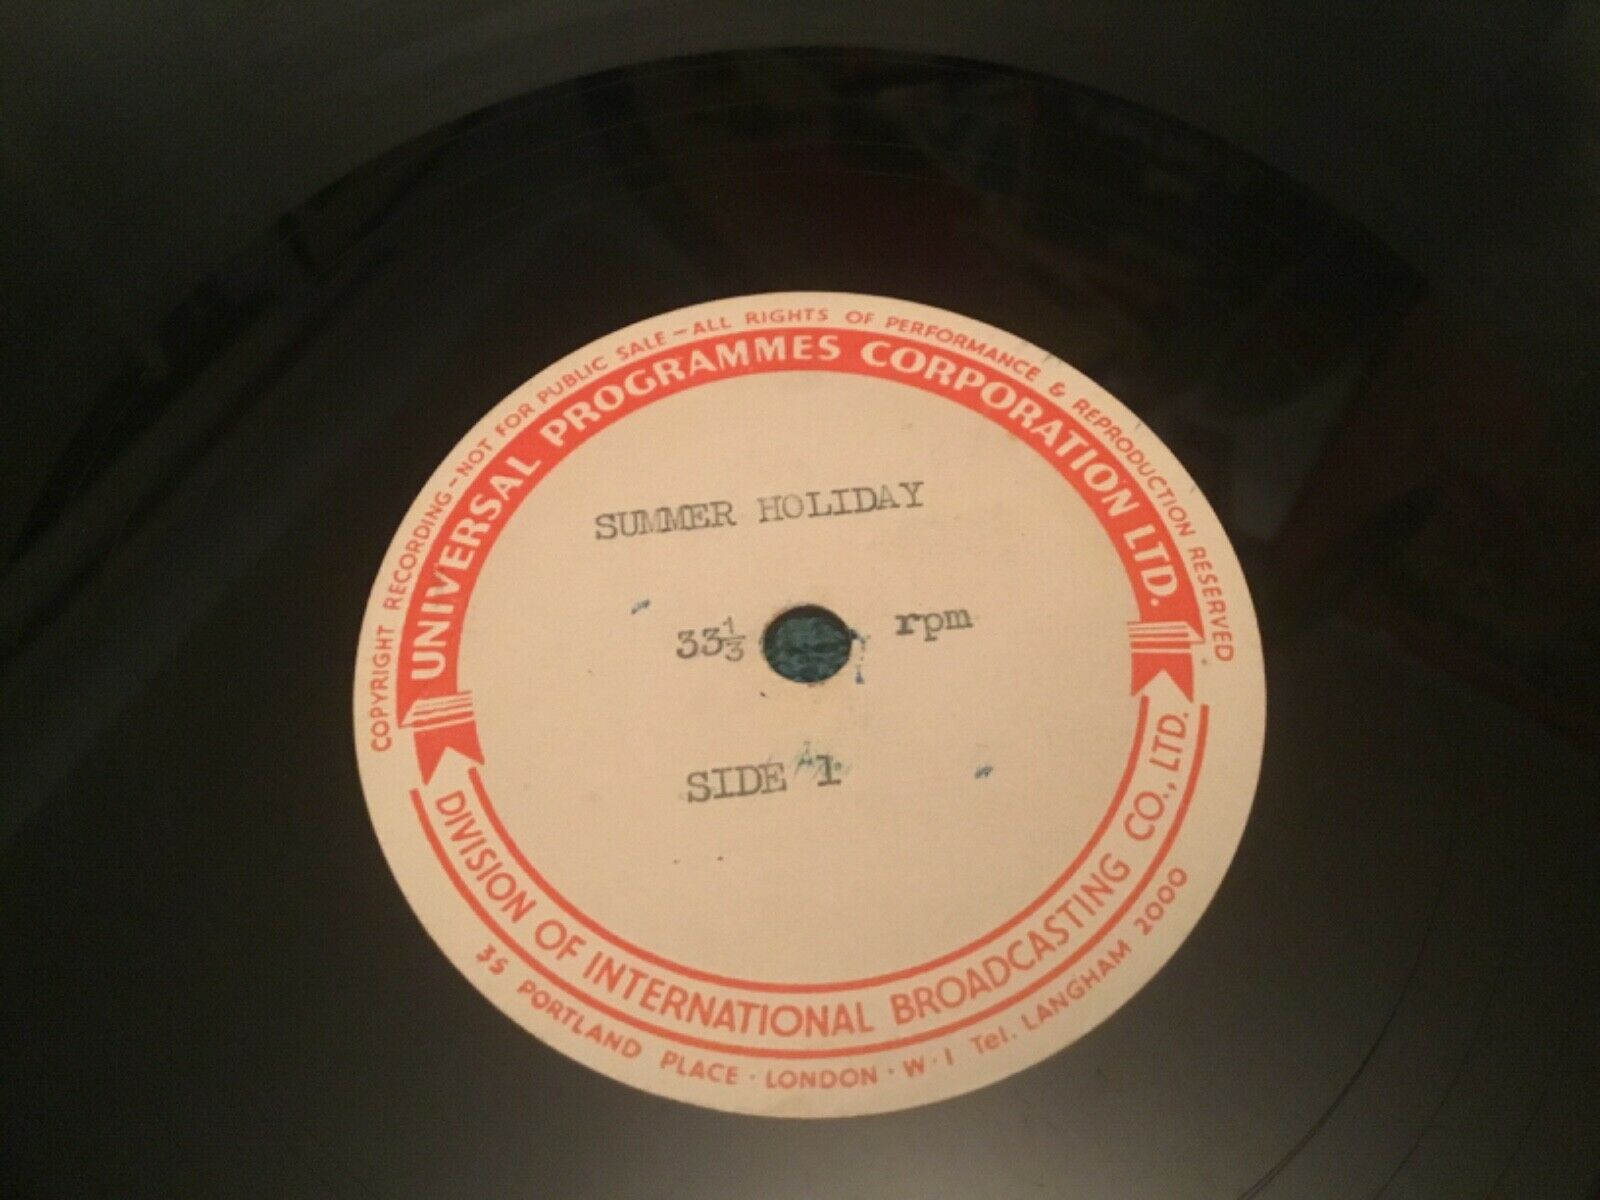 COPYRIGHT RECORDING - NOT FOR PUBLIC SALE - ALL RIGHTS OF PERFORMANCE & REPRODUCTION RESERVED
UNIVERSAL PROGRAMMES CORPORATION LTD.
SUMMER HOLIDAY
33⅓ rpm
SIDE 1
DIVISION OF INTERNATIONAL BROADCASTING CO., LTD.
35 PORTLAND PLACE · LONDON · W·1 Tel. LANGHAM 2000